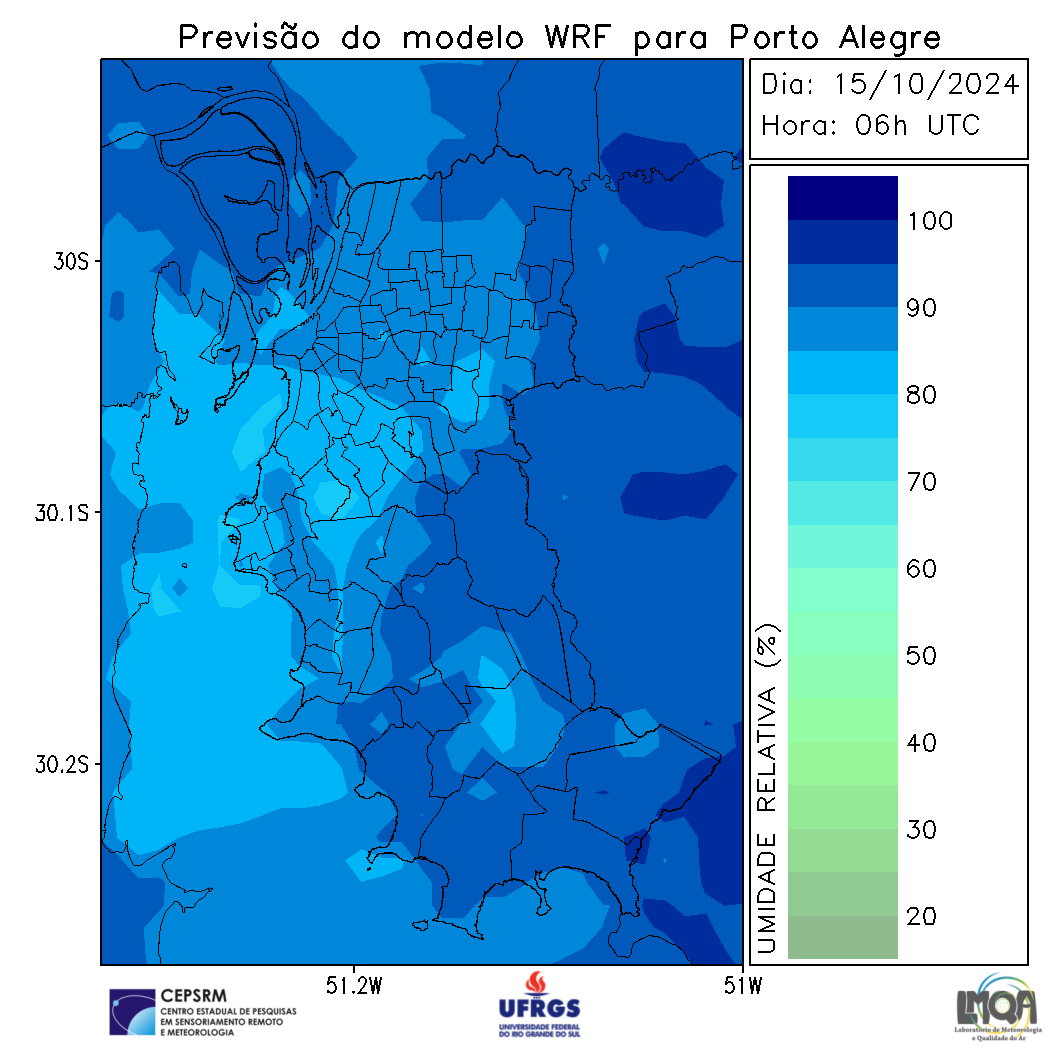 Previsão do modelo WRF para Porto Alegre
Dia: 15/10/2024
Hora: 06h UTC
30S
30.1S
30.2S
51.2W
51W
UMIDADE RELATIVA (%)
100
90
80
70
60
50
40
30
20
CEPSRM
CENTRO ESTADUAL DE PESQUISAS
EM SENSORIAMENTO REMOTO
E METEOROLOGIA
UFRGS
UNIVERSIDADE FEDERAL
DO RIO GRANDE DO SUL
LMQA
Laboratório de Meteorologia
e Qualidade do Ar